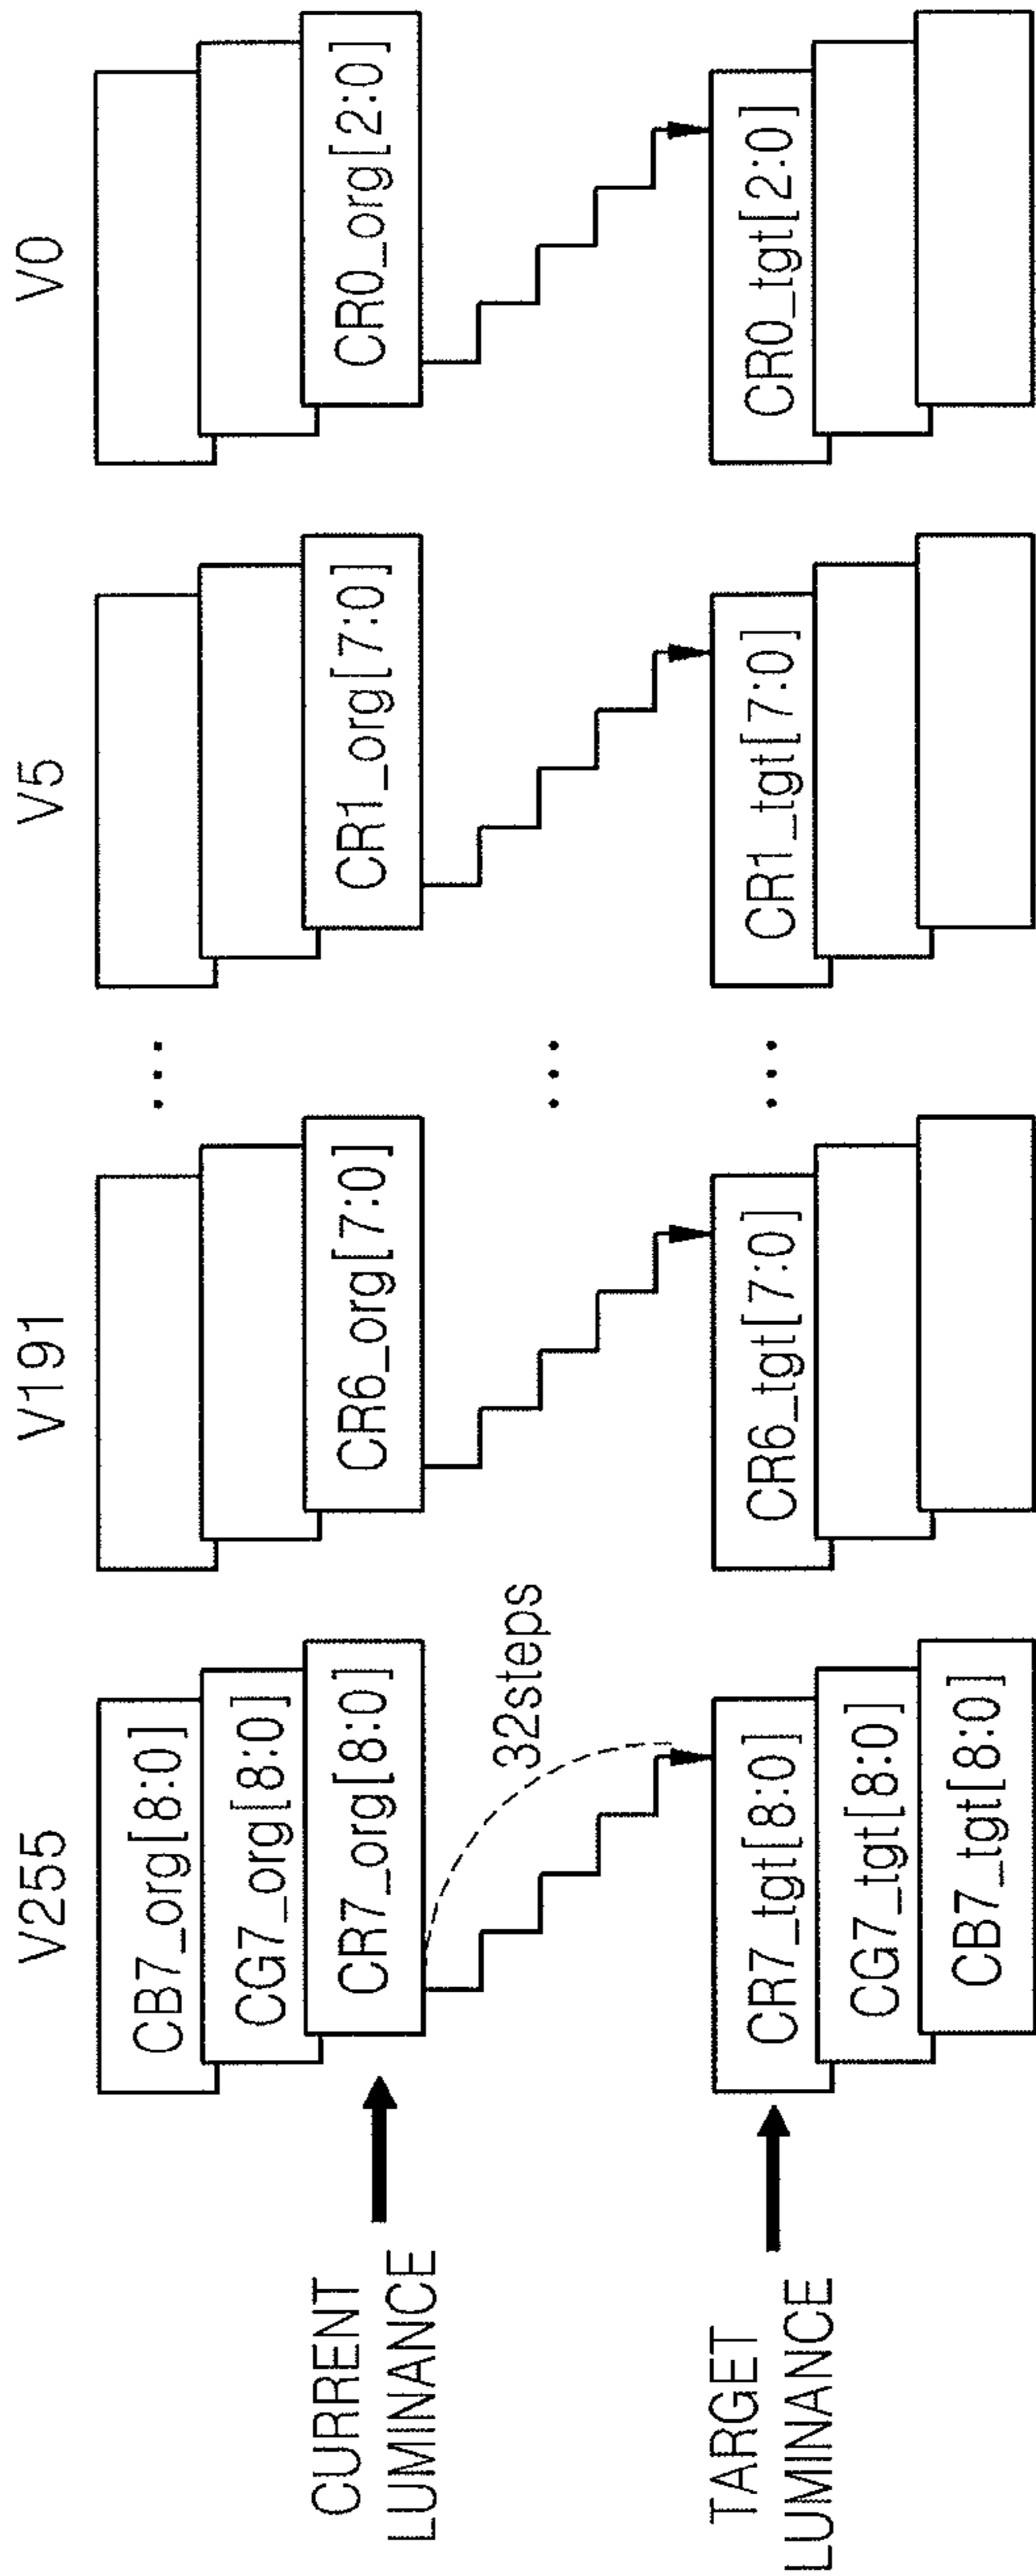 V255
V191
V5
V0
CB7_org[8:0]
CG7_org[8:0]
CR7_org[8:0]
CR6_org[7:0]
CR1_org[7:0]
CR0_org[2:0]
...
CURRENT
LUMINANCE
32steps
...
TARGET
LUMINANCE
CR7_tgt[8:0]
CG7_tgt[8:0]
CB7_tgt[8:0]
CR6_tgt[7:0]
...
CR1_tgt[7:0]
CR0_tgt[2:0]